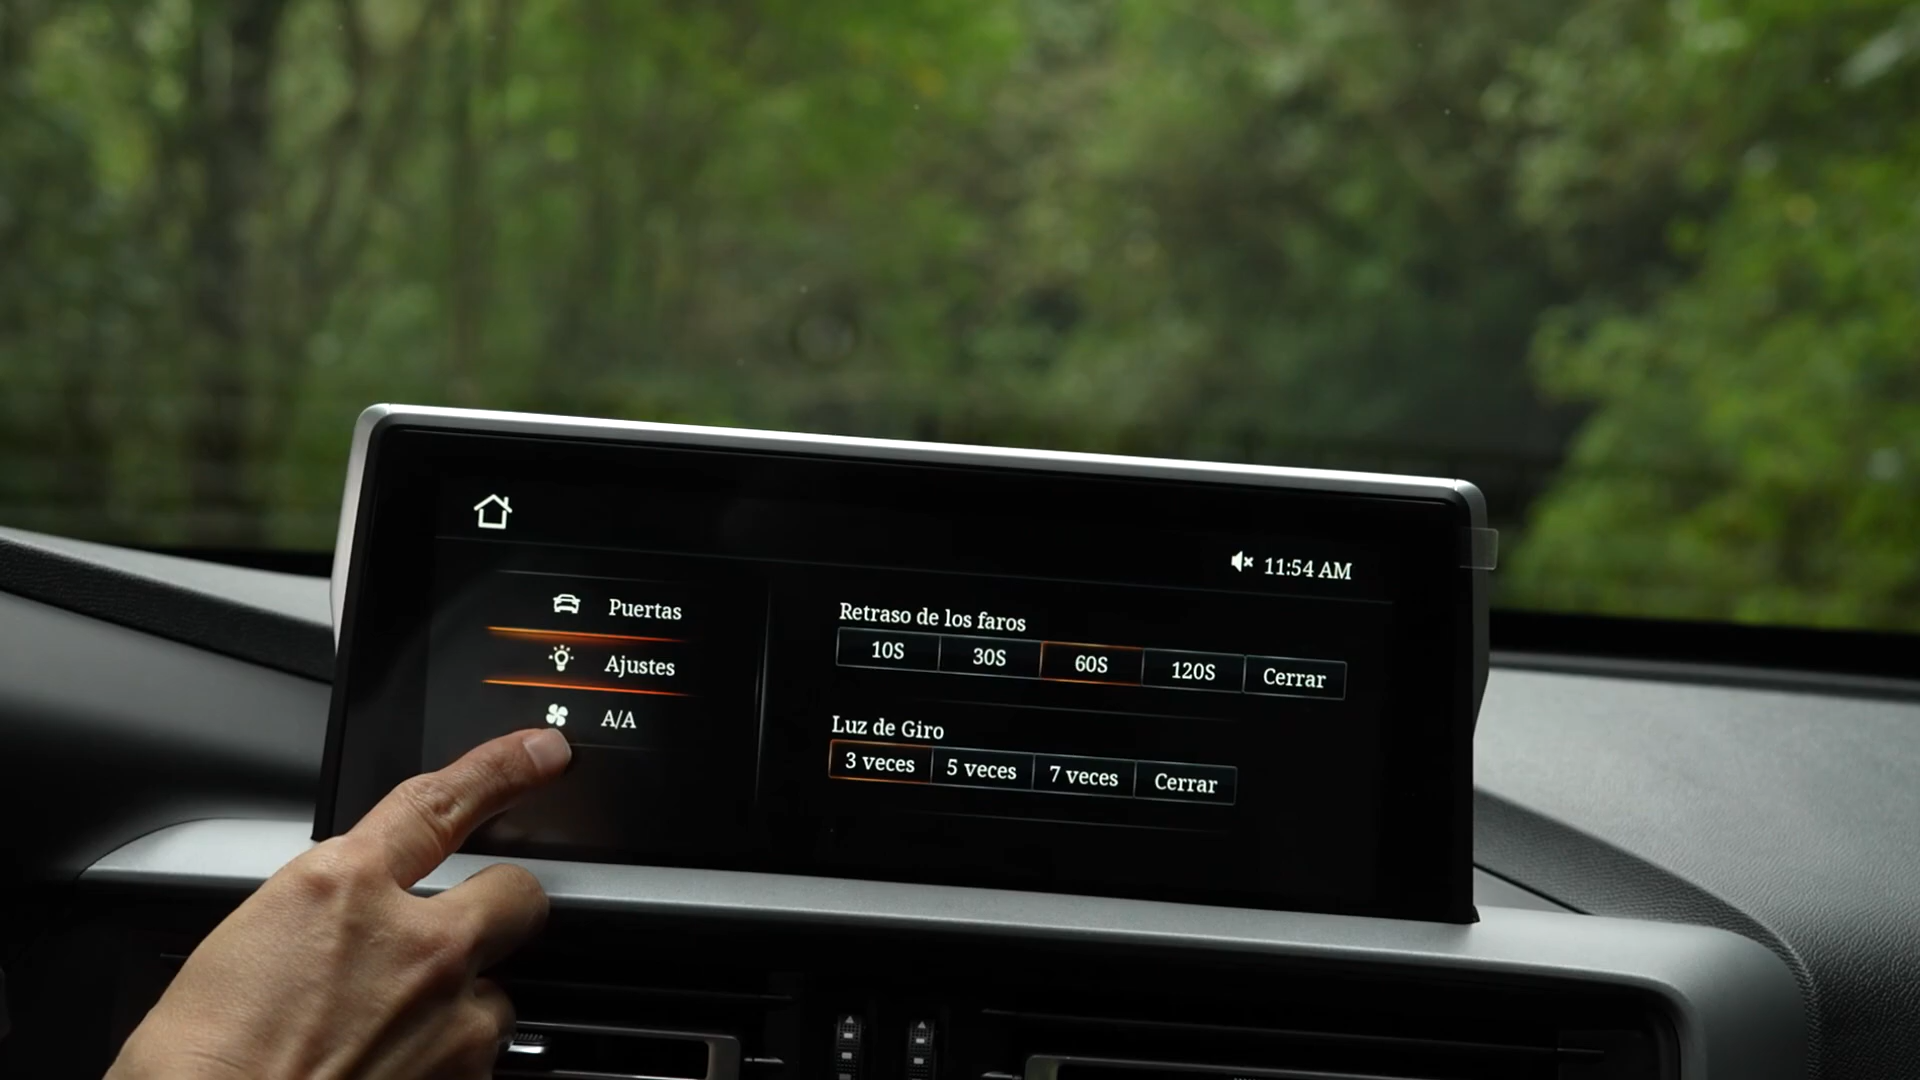 11:54 AM
Puertas
Ajustes
A/A
Retraso de los faros
10S 30S 60S 120S Cerrar
Luz de Giro
3 veces 5 veces 7 veces Cerrar